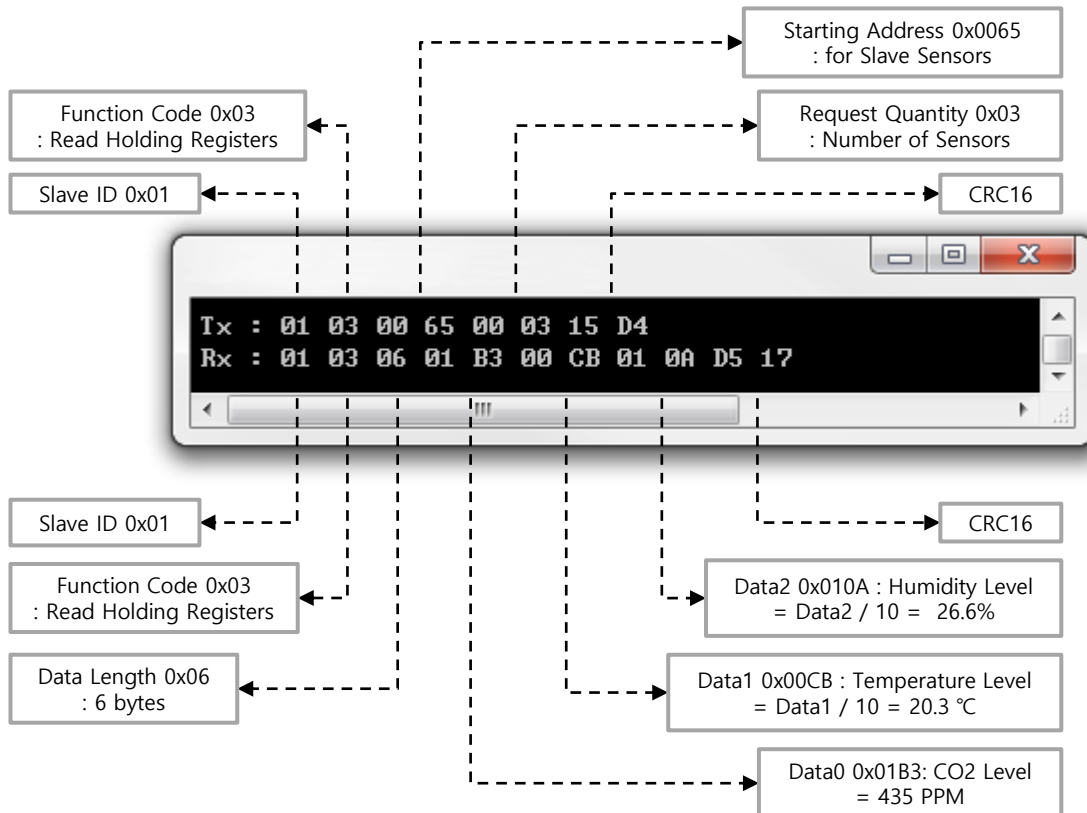 Starting Address 0x0065
: for Slave Sensors
Function Code 0x03
: Read Holding Registers
Request Quantity 0x03
: Number of Sensors
Slave ID 0x01
CRC16
Tx : 01 03 00 65 00 03 15 D4
Rx : 01 03 06 01 B3 00 CB 01 0A D5 17
Slave ID 0x01
CRC16
Function Code 0x03
: Read Holding Registers
Data2 0x010A : Humidity Level
= Data2 / 10 = 26.6%
Data Length 0x06
: 6 bytes
Data1 0x00CB : Temperature Level
= Data1 / 10 = 20.3 ℃
Data0 0x01B3: CO2 Level
= 435 PPM